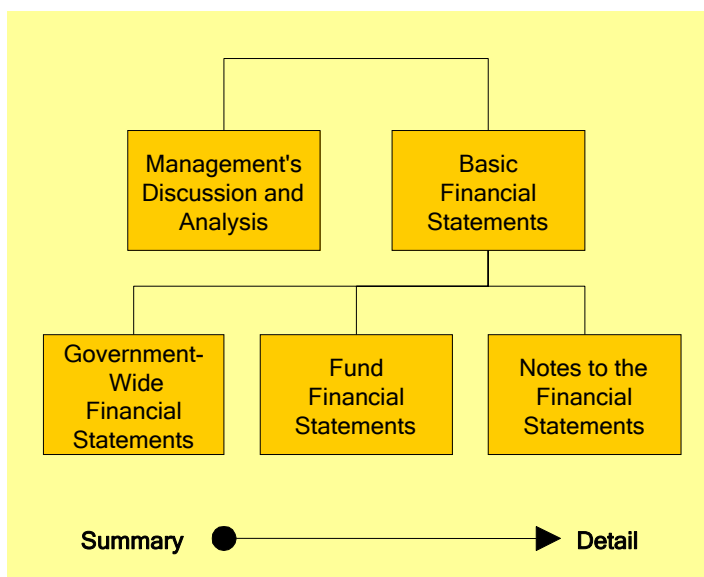 Management's
Discussion and
Analysis
Basic
Financial
Statements
Government-
Wide
Financial
Statements
Fund
Financial
Statements
Notes to the
Financial
Statements
Summary
Detail